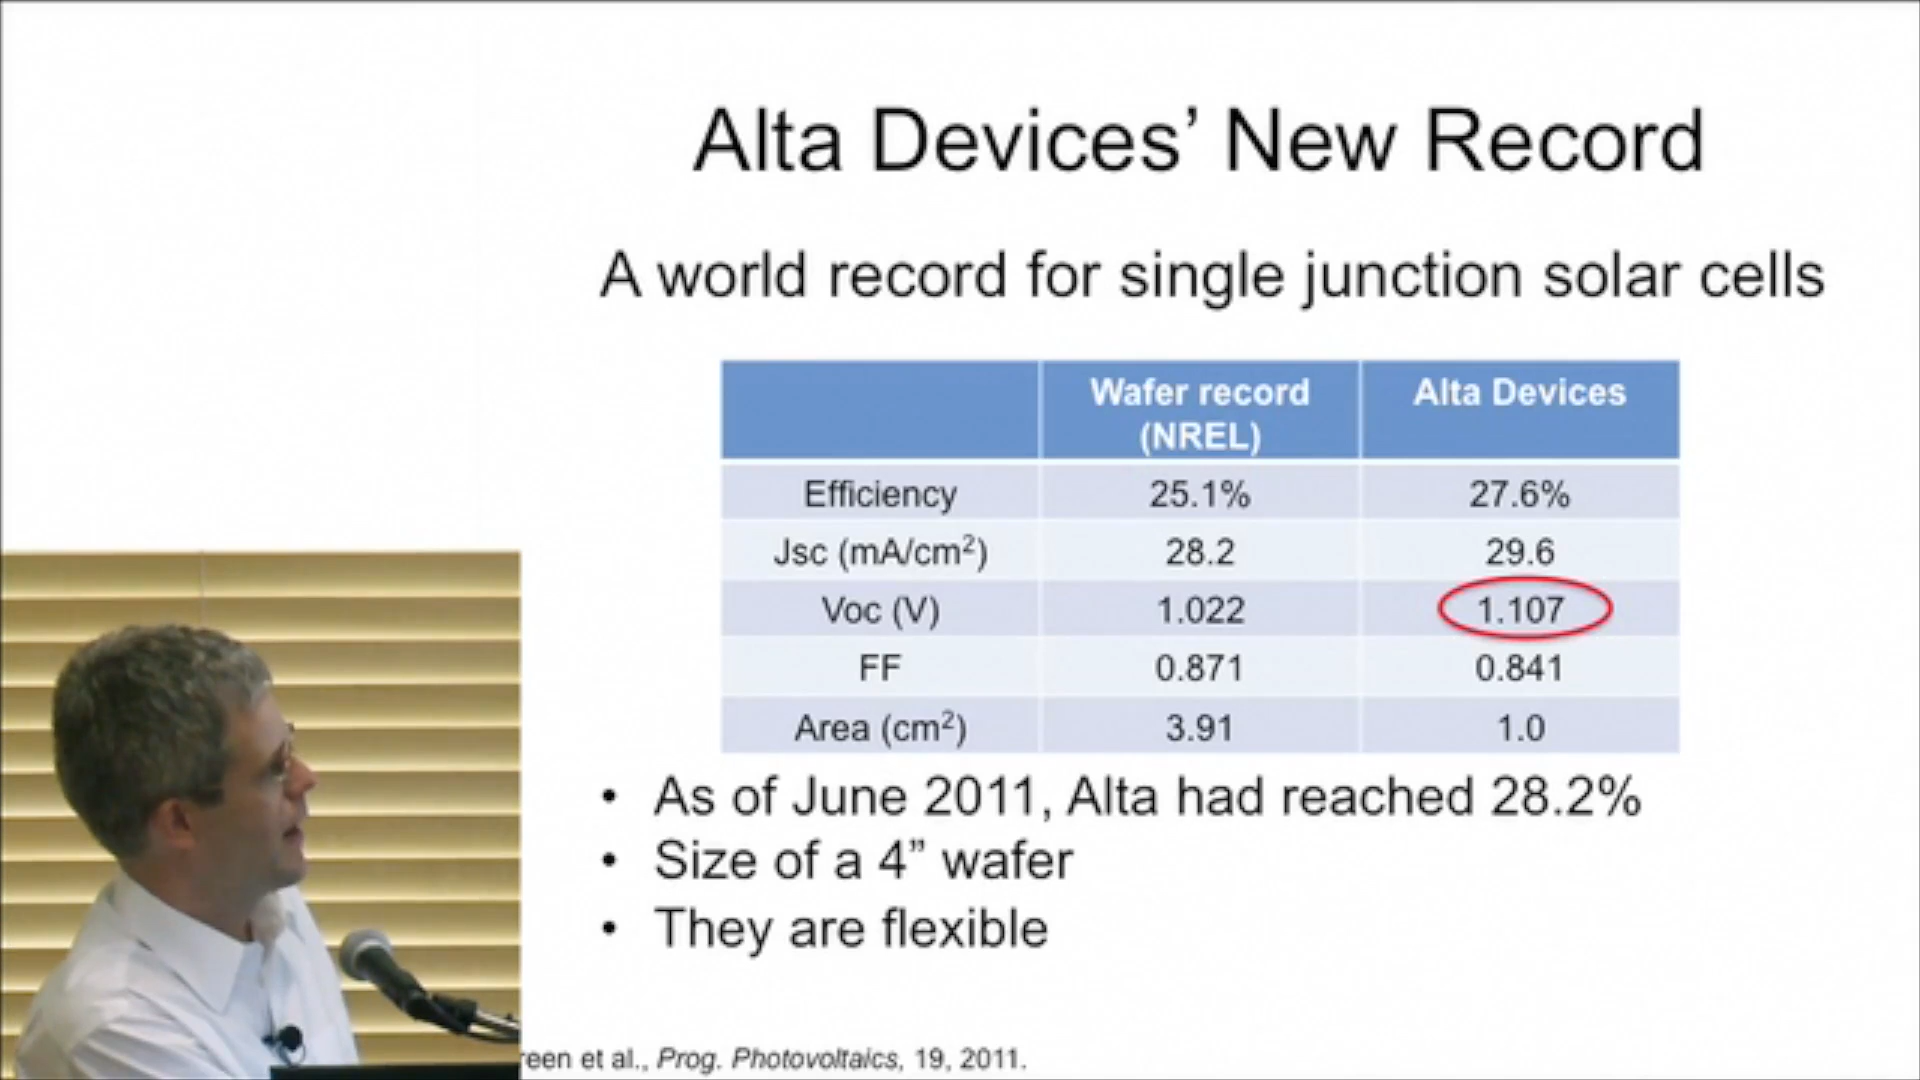 Alta Devices’ New Record
A world record for single junction solar cells
Wafer record (NREL) Alta Devices
Efficiency 25.1% 27.6%
Jsc (mA/cm²) 28.2 29.6
Voc (V) 1.022 1.107
FF 0.871 0.841
Area (cm²) 3.91 1.0
• As of June 2011, Alta had reached 28.2%
• Size of a 4” wafer
• They are flexible
reen et al., Prog. Photovoltaics, 19, 2011.